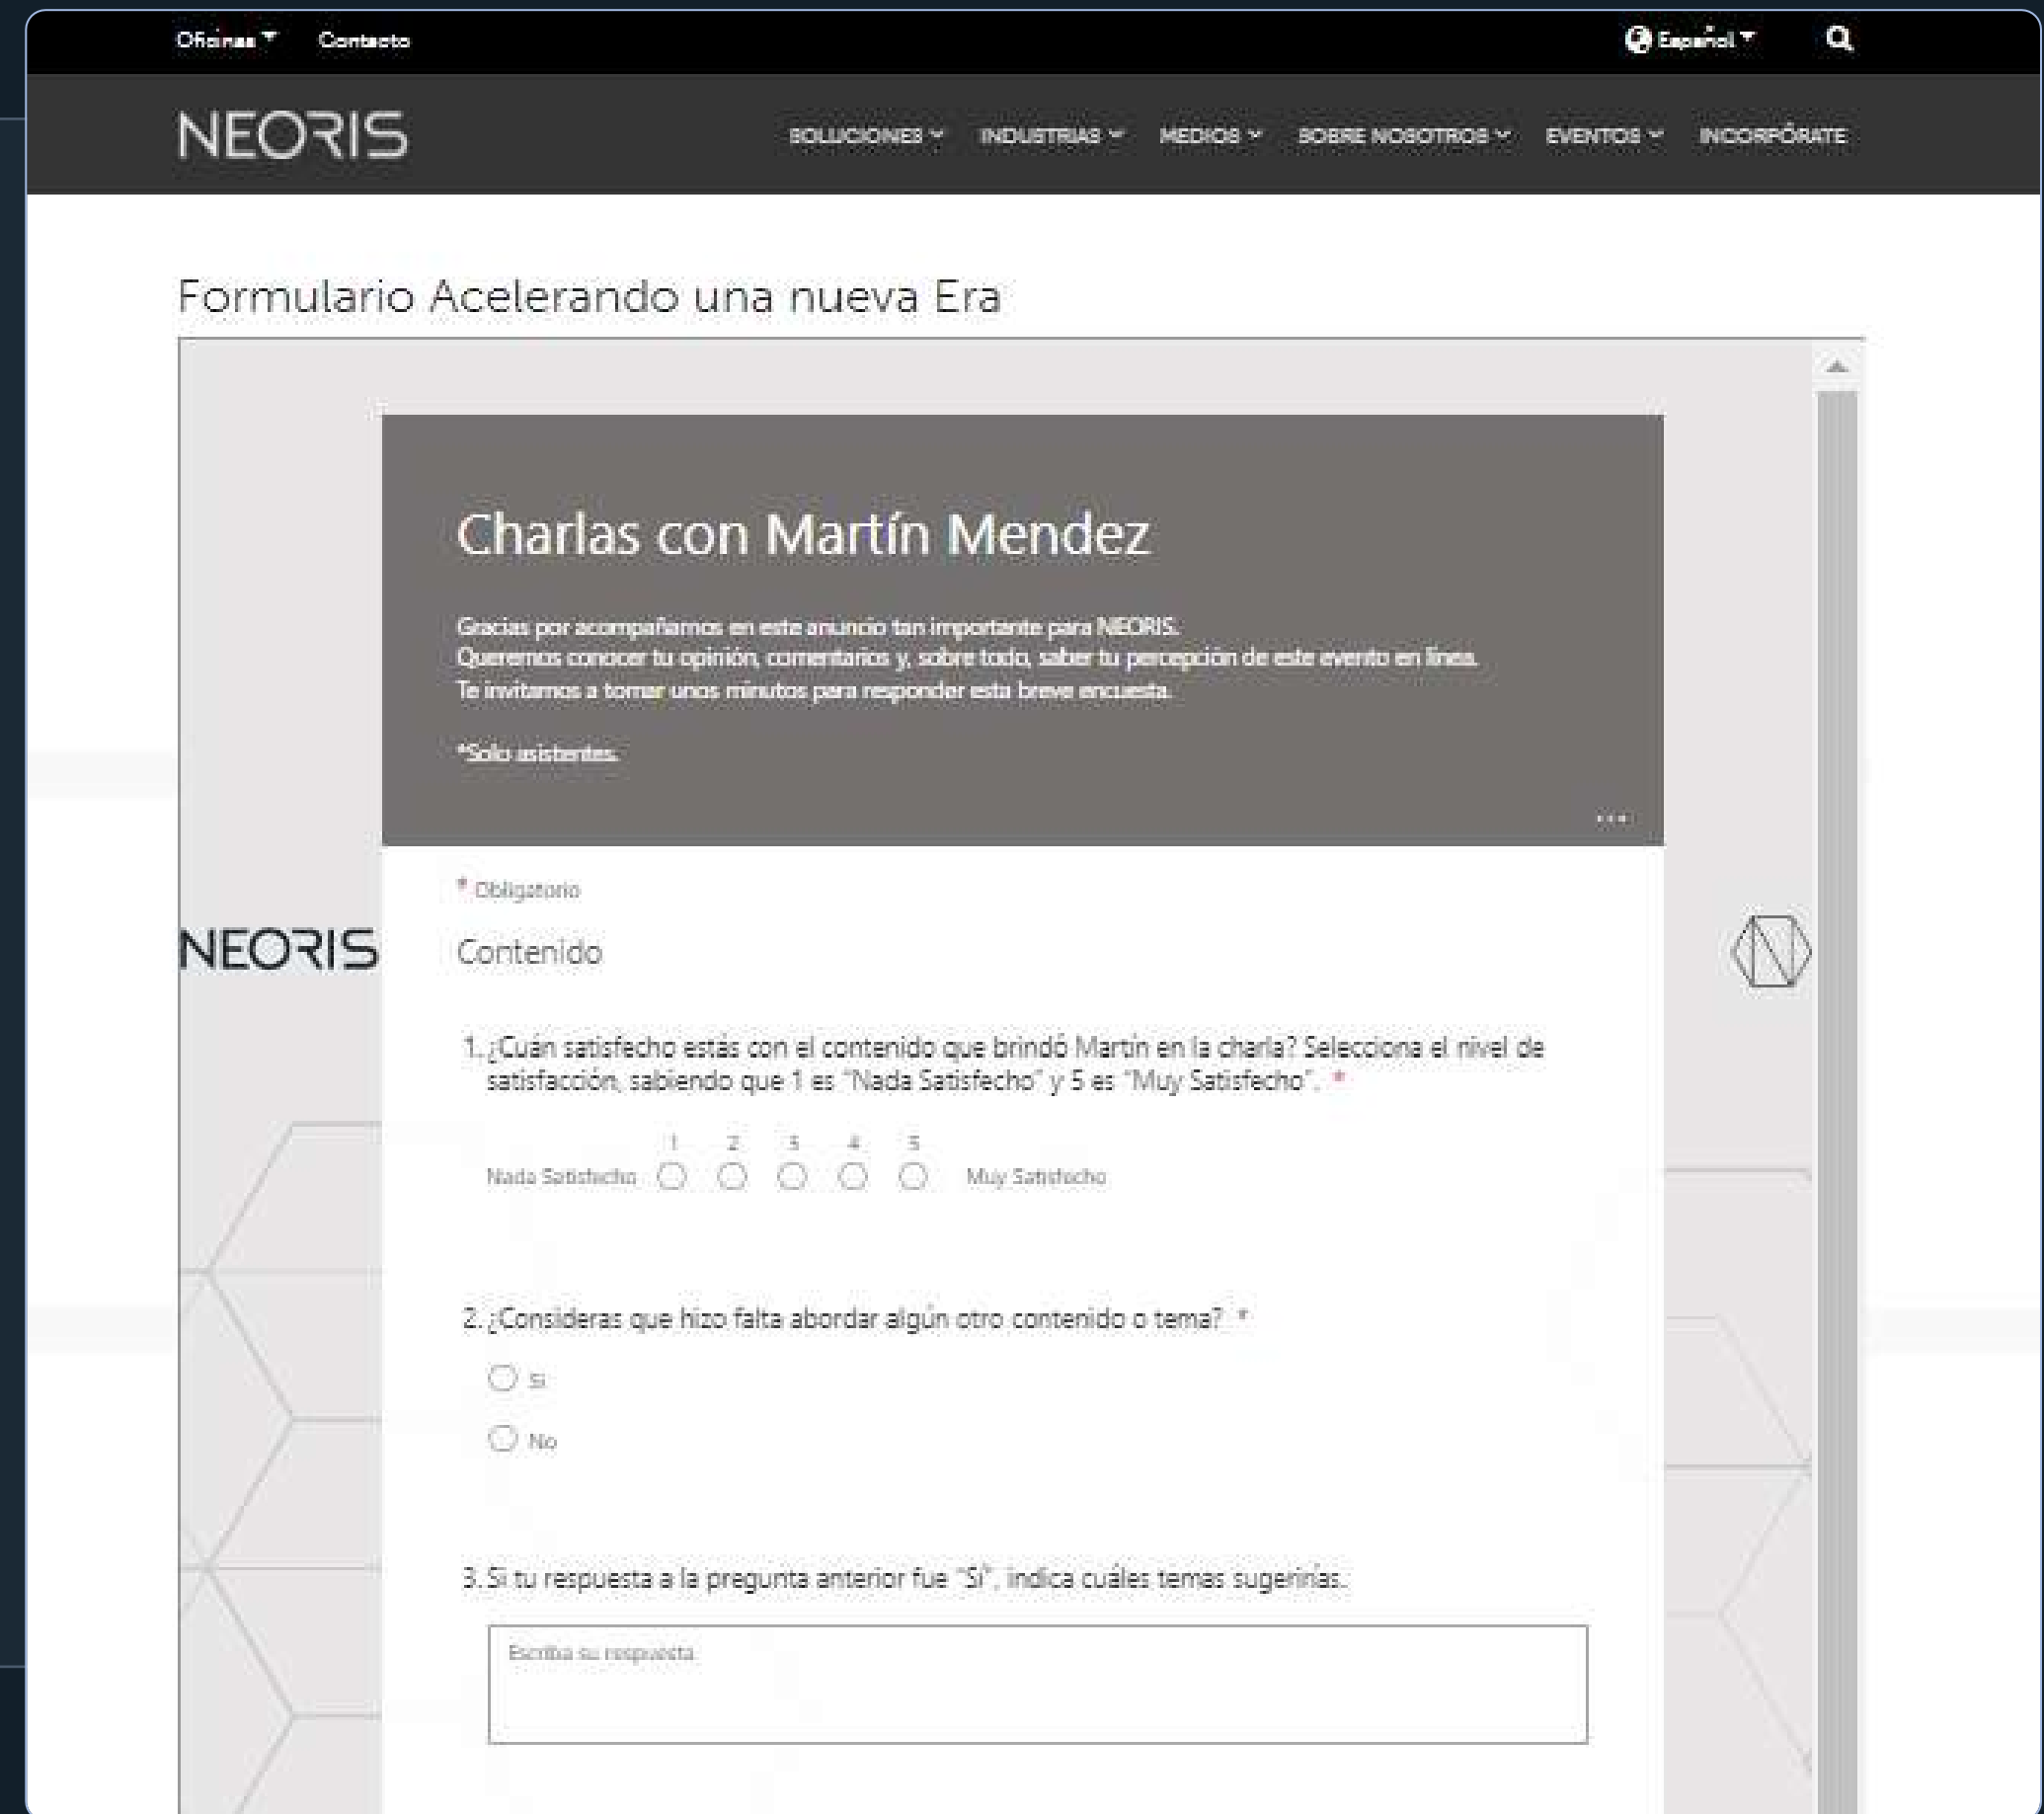 Oficinas Contacto Español
NEORIS SOLUCIONES INDUSTRIAS MEDIOS SOBRE NOSOTROS EVENTOS INCORPÓRATE
Formulario Acelerando una nueva Era
Charlas con Martín Mendez
Gracias por acompañarnos en este anuncio tan importante para NEORIS.
Queremos conocer tu opinión, comentarios y, sobre todo, saber tu percepción de este evento en línea.
Te invitamos a tomar unos minutos para responder esta breve encuesta.
*Solo asistentes.
...
* Obligatorio
NEORIS
Contenido
1. ¿Cuán satisfecho estás con el contenido que brindó Martín en la charla? Selecciona el nivel de
satisfacción, sabiendo que 1 es "Nada Satisfecho" y 5 es "Muy Satisfecho". *
1 2 3 4 5
Nada Satisfecho Muy Satisfecho
2. ¿Consideras que hizo falta abordar algún otro contenido o tema? *
Si
No
3. Si tu respuesta a la pregunta anterior fue "Sí", indica cuáles temas sugerirías.
Escriba su respuesta